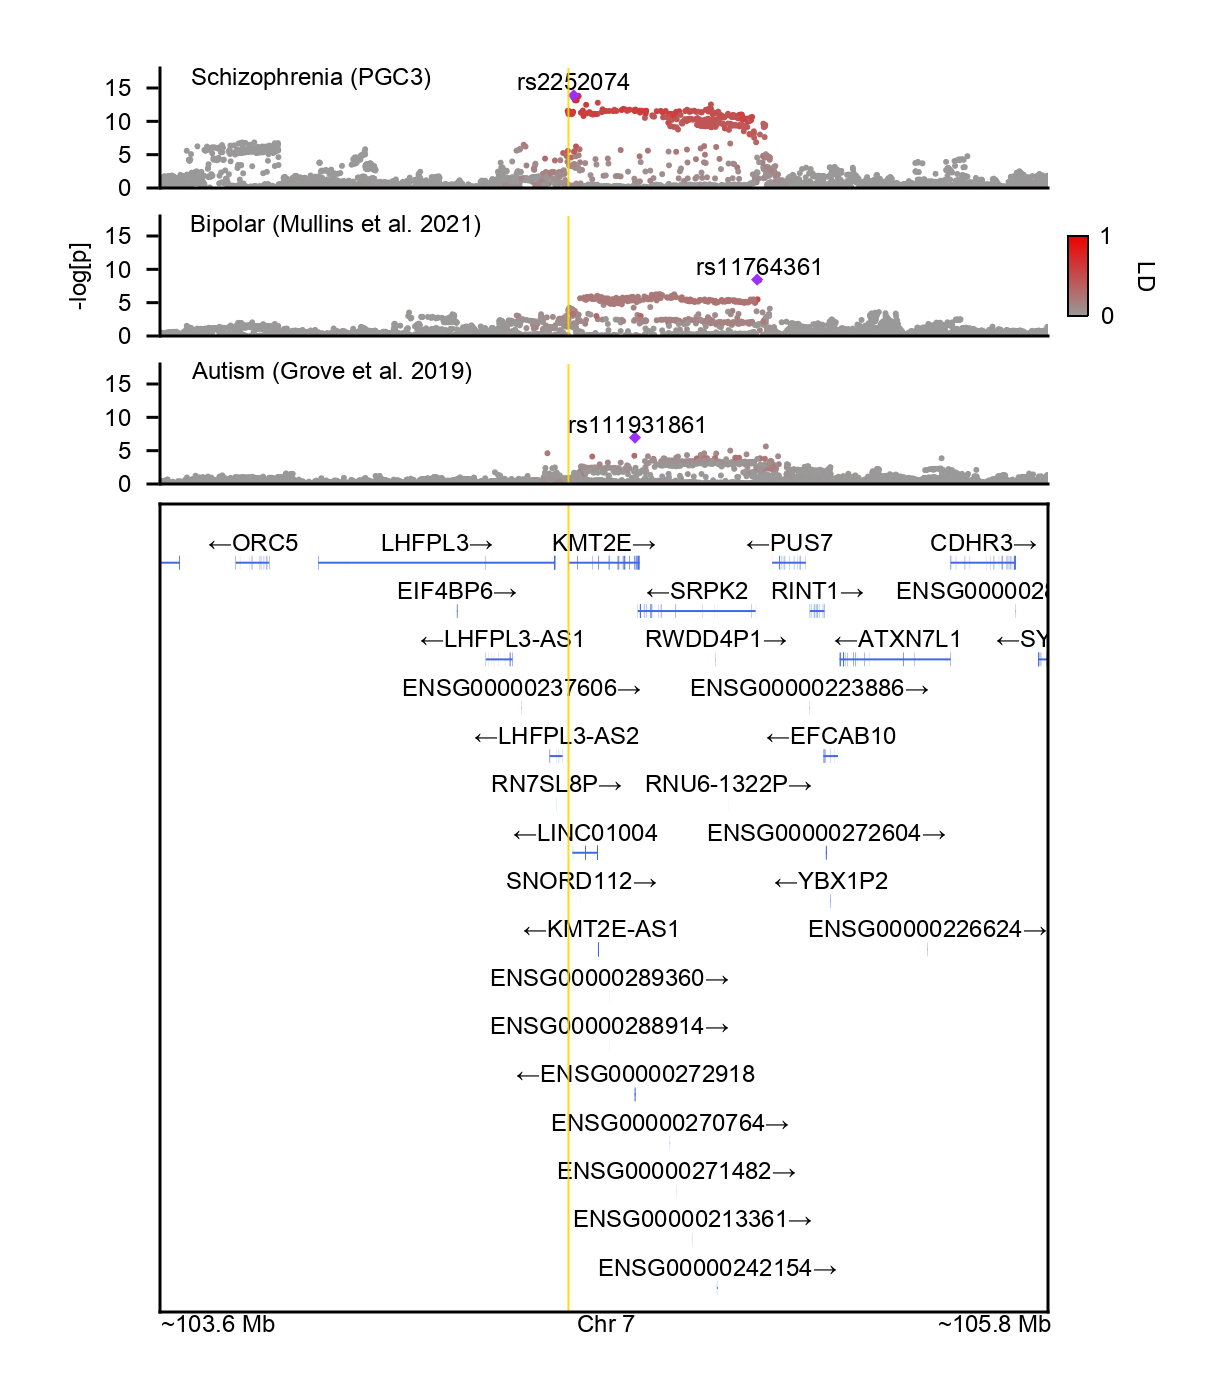 Schizophrenia (PGC3)
rs2252074
15
10
5
0
Bipolar (Mullins et al. 2021)
rs11764361
15
10
5
0
-log[p]
1
0
LD
Autism (Grove et al. 2019)
rs111931861
15
10
5
0
←ORC5 LHFPL3→ KMT2E→ ←PUS7 CDHR3→
EIF4BP6→ ←SRPK2 RINT1→ ENSG0000028
←LHFPL3-AS1 RWDD4P1→ ←ATXN7L1 ←SY
ENSG00000237606→ ENSG00000223886→
←LHFPL3-AS2 ←EFCAB10
RN7SL8P→ RNU6-1322P→
←LINC01004 ENSG00000272604→
SNORD112→ ←YBX1P2
←KMT2E-AS1 ENSG00000226624→
ENSG00000289360→
ENSG00000288914→
←ENSG00000272918
ENSG00000270764→
ENSG00000271482→
ENSG00000213361→
ENSG00000242154→
~103.6 Mb Chr 7 ~105.8 Mb